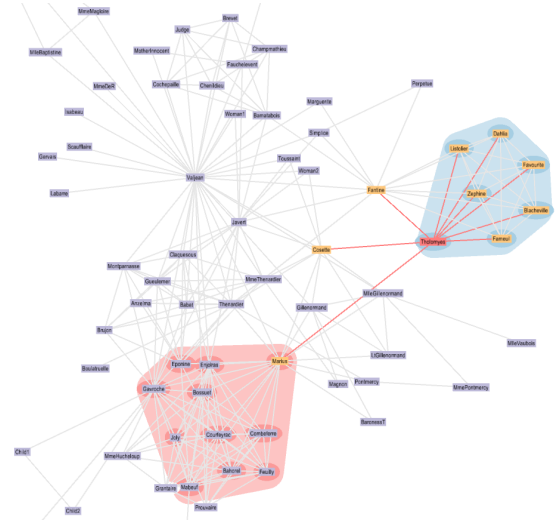 MmeMagloire
Brevet
Judge
MlleBaptistine
MotherInnocent
Champmathieu
Fauchelevent
MmeDeR
Cochepaille
Chenildieu
Perpetue
Marguerite
Isabeau
Woman1
Bamatabois
Simplice
Dahlia
Scaufflaire
Listolier
Gervais
Toussaint
Favourite
Woman2
Valjean
Labarre
Fantine
Zephine
Blacheville
Javert
Tholomyes
Fameuil
Cosette
Claquesous
Montparnasse
Gueulemer
MmeThenardier
MlleGillenormand
Anzelma
Babet
Thenardier
Gillenormand
Brujon
MlleVaubois
LtGillenormand
Boulatruelle
Eponine
Enjolras
Marius
Magnon
Pontmercy
Gavroche
Bossuet
MmePontmercy
BaronessT
Joly
Courfeyrac
Combeferre
Child1
MmeHucheloup
Bahorel
Feuilly
Grantaire
Mabeuf
Prouvaire
Child2